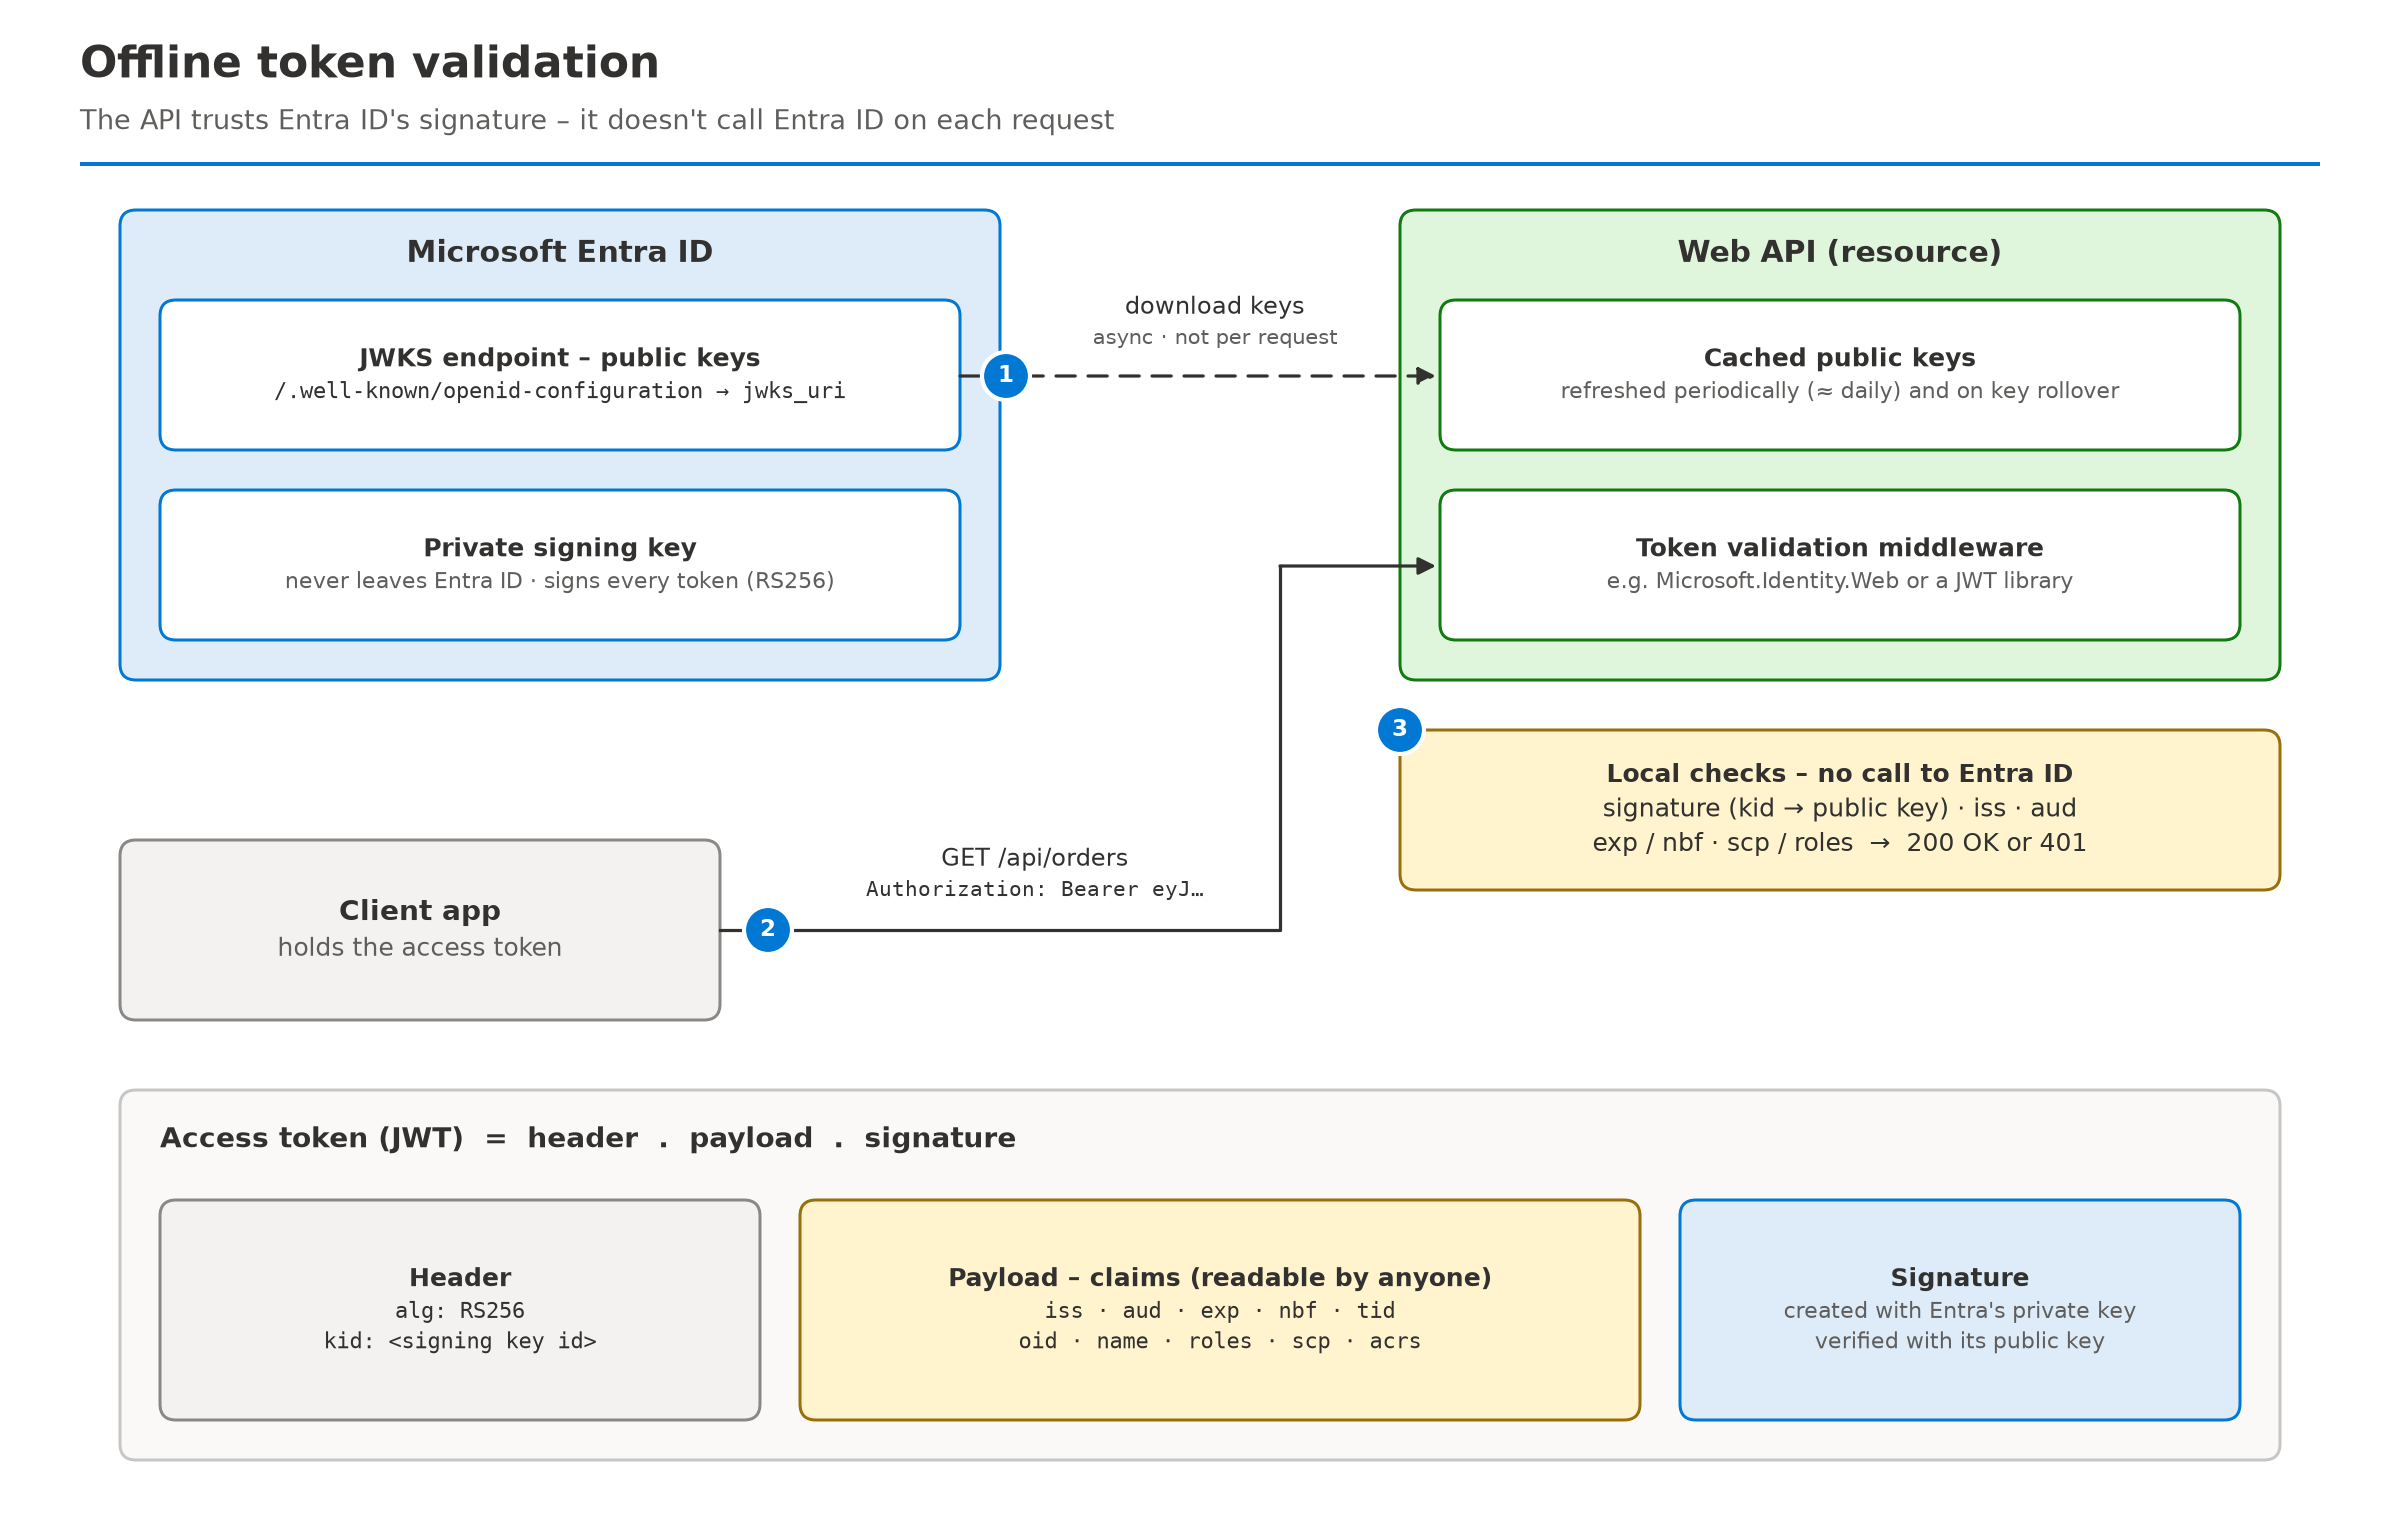 Offline token validation
The API trusts Entra ID's signature – it doesn't call Entra ID on each request
Microsoft Entra ID
JWKS endpoint – public keys
/.well-known/openid-configuration → jwks_uri
Private signing key
never leaves Entra ID · signs every token (RS256)
1
download keys
async · not per request
Web API (resource)
Cached public keys
refreshed periodically (≈ daily) and on key rollover
Token validation middleware
e.g. Microsoft.Identity.Web or a JWT library
Client app
holds the access token
2
GET /api/orders
Authorization: Bearer eyJ…
3
Local checks – no call to Entra ID
signature (kid → public key) · iss · aud
exp / nbf · scp / roles → 200 OK or 401
Access token (JWT) = header . payload . signature
Header
alg: RS256
kid: <signing key id>
Payload – claims (readable by anyone)
iss · aud · exp · nbf · tid
oid · name · roles · scp · acrs
Signature
created with Entra's private key
verified with its public key